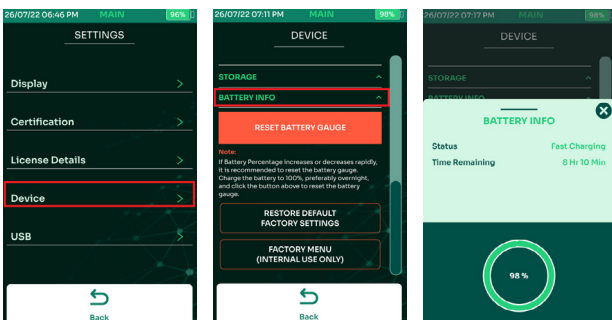 26/07/22 06:46 PM MAIN 96%
SETTINGS
Display
Certification
License Details
Device
USB
Back
26/07/22 07:11 PM MAIN 98%
DEVICE
STORAGE
BATTERY INFO
RESET BATTERY GAUGE
Note:
If Battery Percentage increases or decreases rapidly,
it is recommended to reset the battery gauge.
Charge the battery to 100%, preferably overnight,
and click the button above to reset the battery
gauge.
RESTORE DEFAULT
FACTORY SETTINGS
FACTORY MENU
(INTERNAL USE ONLY)
Back
26/07/22 07:17 PM MAIN 98%
DEVICE
STORAGE
BATTERY INFO
BATTERY INFO
Status Fast Charging
Time Remaining 8 Hr 10 Min
98 %